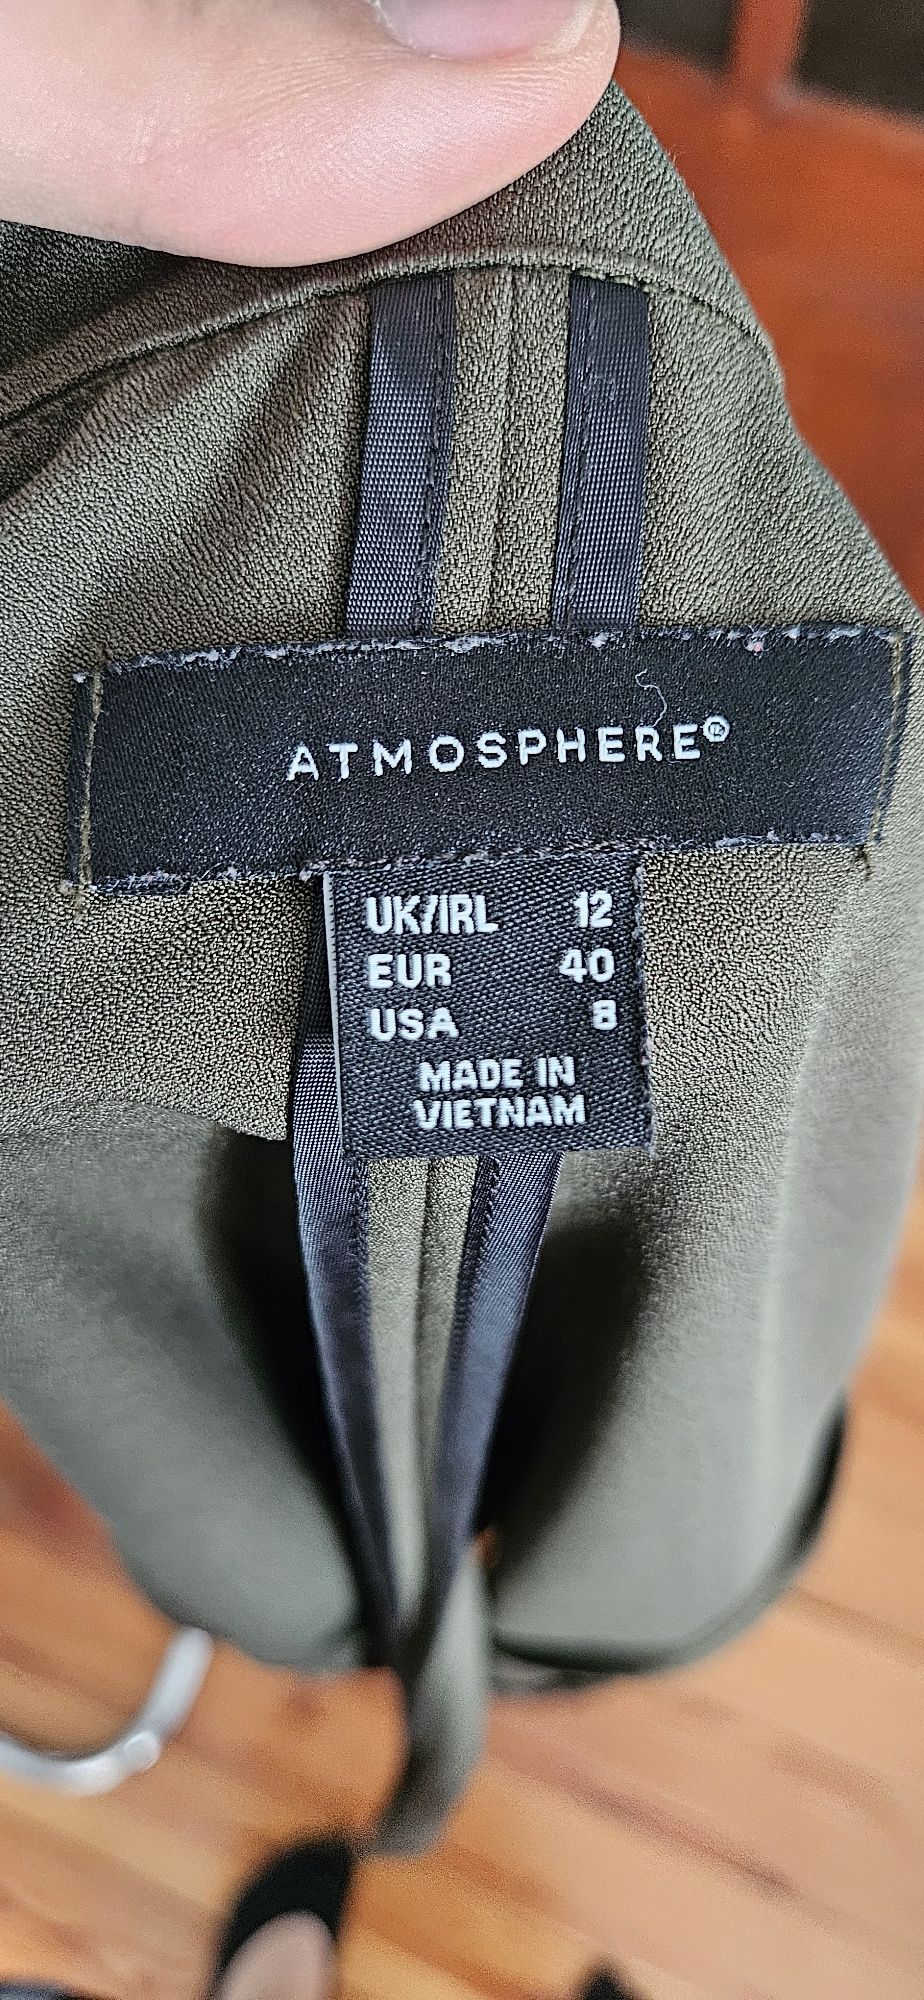 ATMOSPHERE®
UK/IRL 12
EUR 40
USA 8
MADE IN
VIETNAM